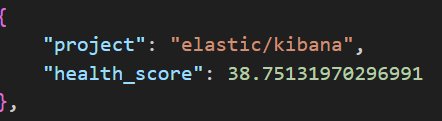 {
"project": "elastic/kibana",
"health_score": 38.75131970296991
},